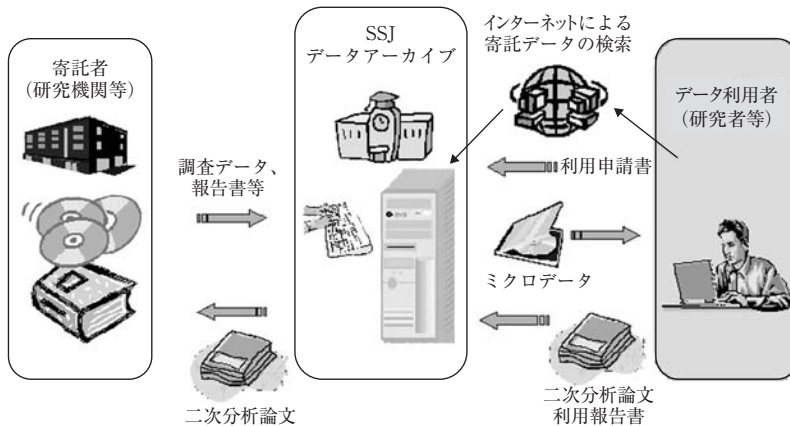 寄託者
（研究機関等）
調査データ、
報告書等
二次分析論文
SSJ
データアーカイブ
インターネットによる
寄託データの検索
利用申請書
ミクロデータ
二次分析論文
利用報告書
データ利用者
（研究者等）